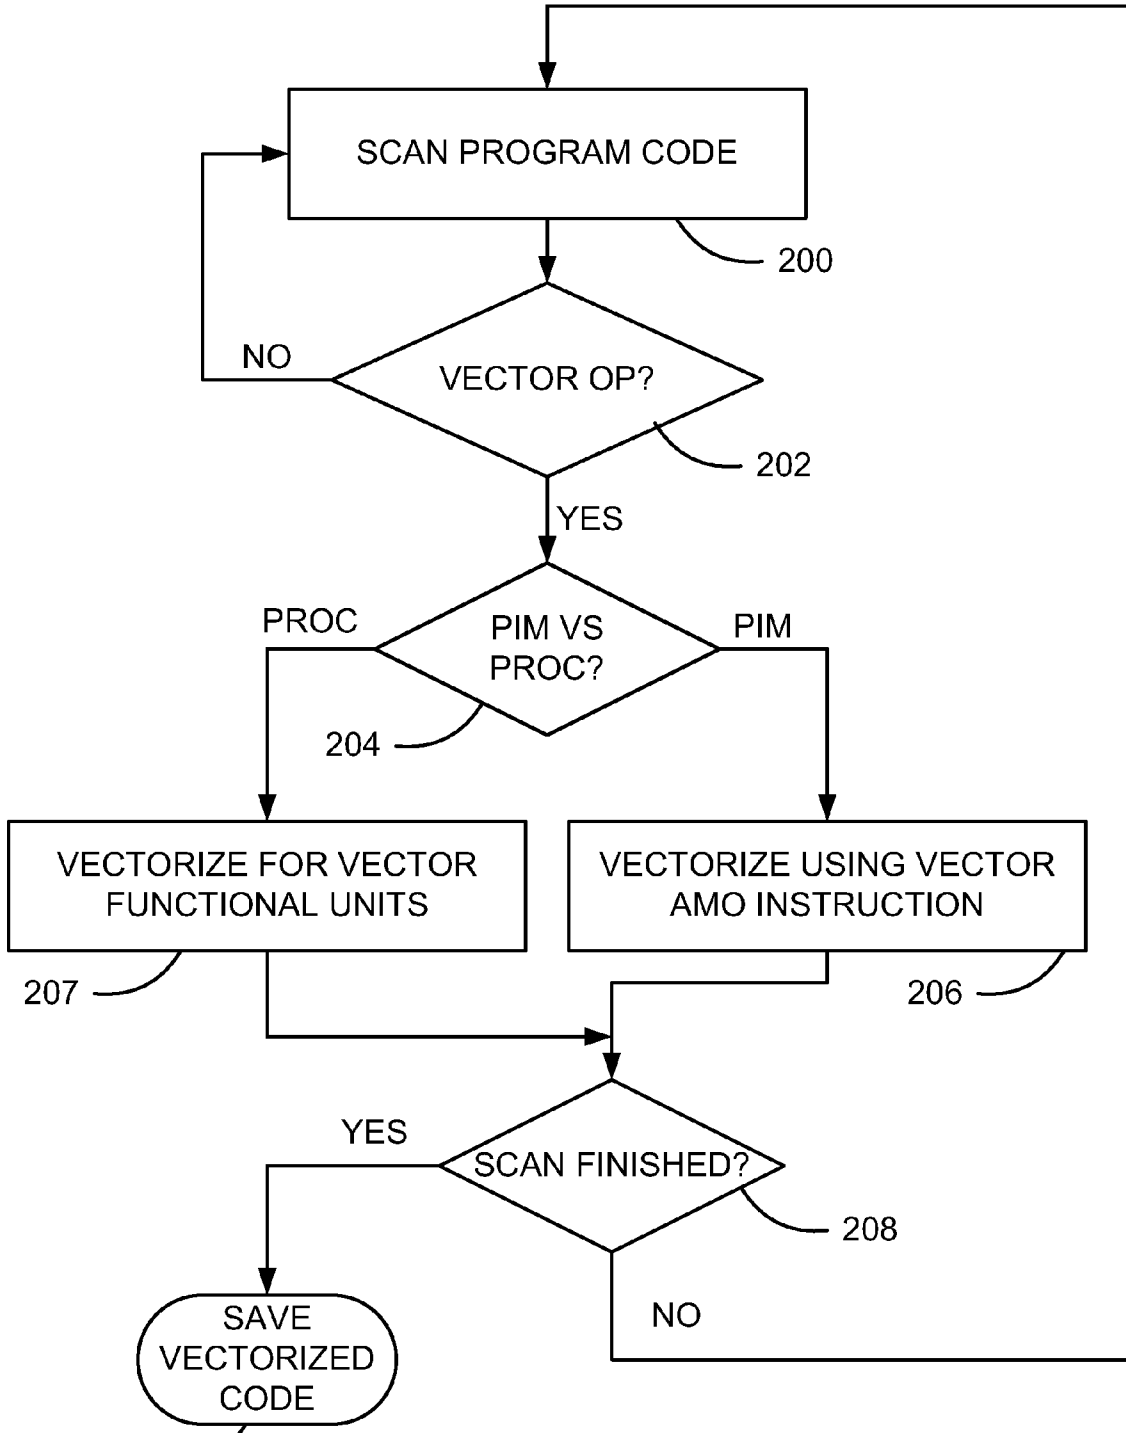 SCAN PROGRAM CODE
200
NO
VECTOR OP?
202
YES
PROC
PIM VS
PROC?
PIM
204
VECTORIZE FOR VECTOR
FUNCTIONAL UNITS
VECTORIZE USING VECTOR
AMO INSTRUCTION
207
206
YES
SCAN FINISHED?
208
NO
SAVE
VECTORIZED
CODE